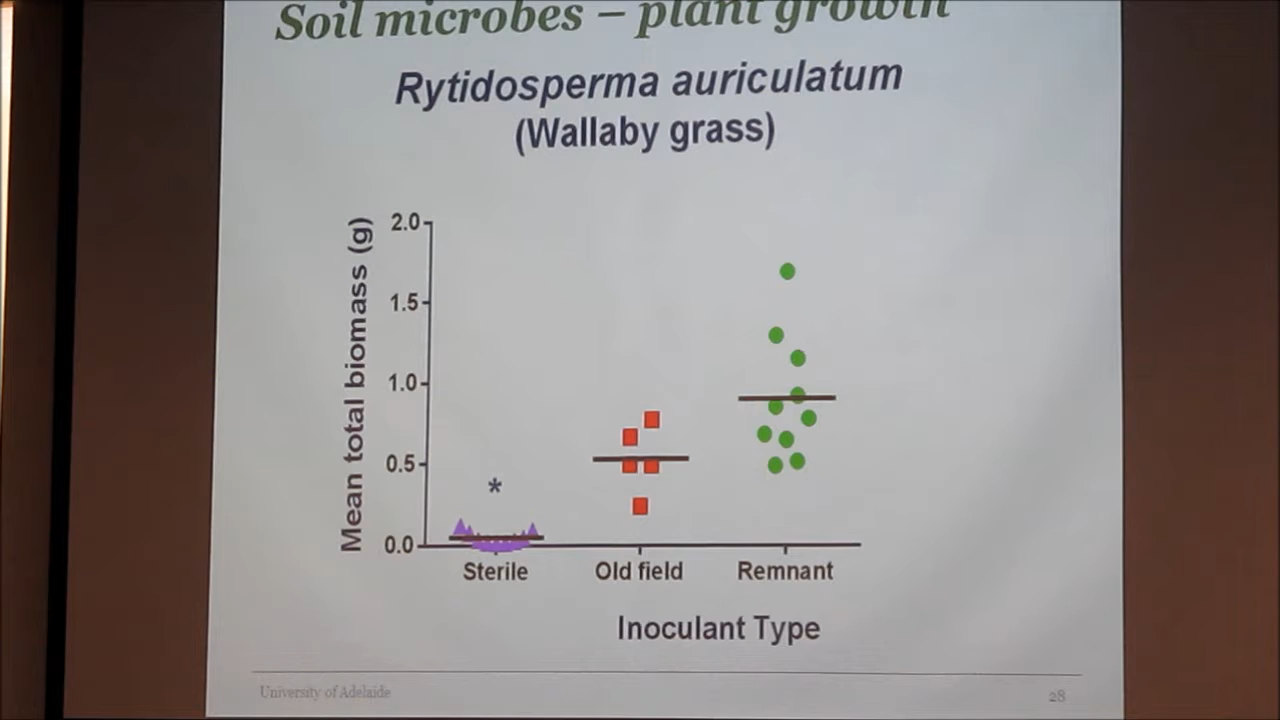 Soil microbes – plant growth
Rytidosperma auriculatum
(Wallaby grass)
Mean total biomass (g)
2.0
1.5
1.0
0.5
0.0
*
Sterile
Old field
Remnant
Inoculant Type
University of Adelaide
28